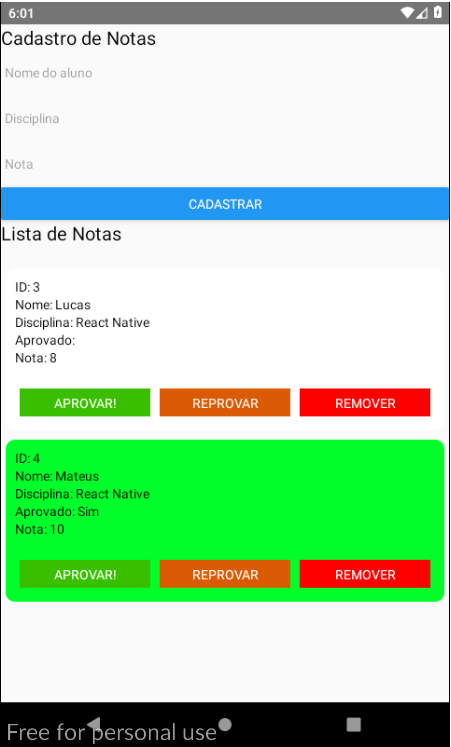 6:01
Cadastro de Notas
Nome do aluno
Disciplina
Nota
CADASTRAR
Lista de Notas
ID: 3
Nome: Lucas
Disciplina: React Native
Aprovado:
Nota: 8
APROVAR! REPROVAR REMOVER
ID: 4
Nome: Mateus
Disciplina: React Native
Aprovado: Sim
Nota: 10
APROVAR! REPROVAR REMOVER
Free for personal use